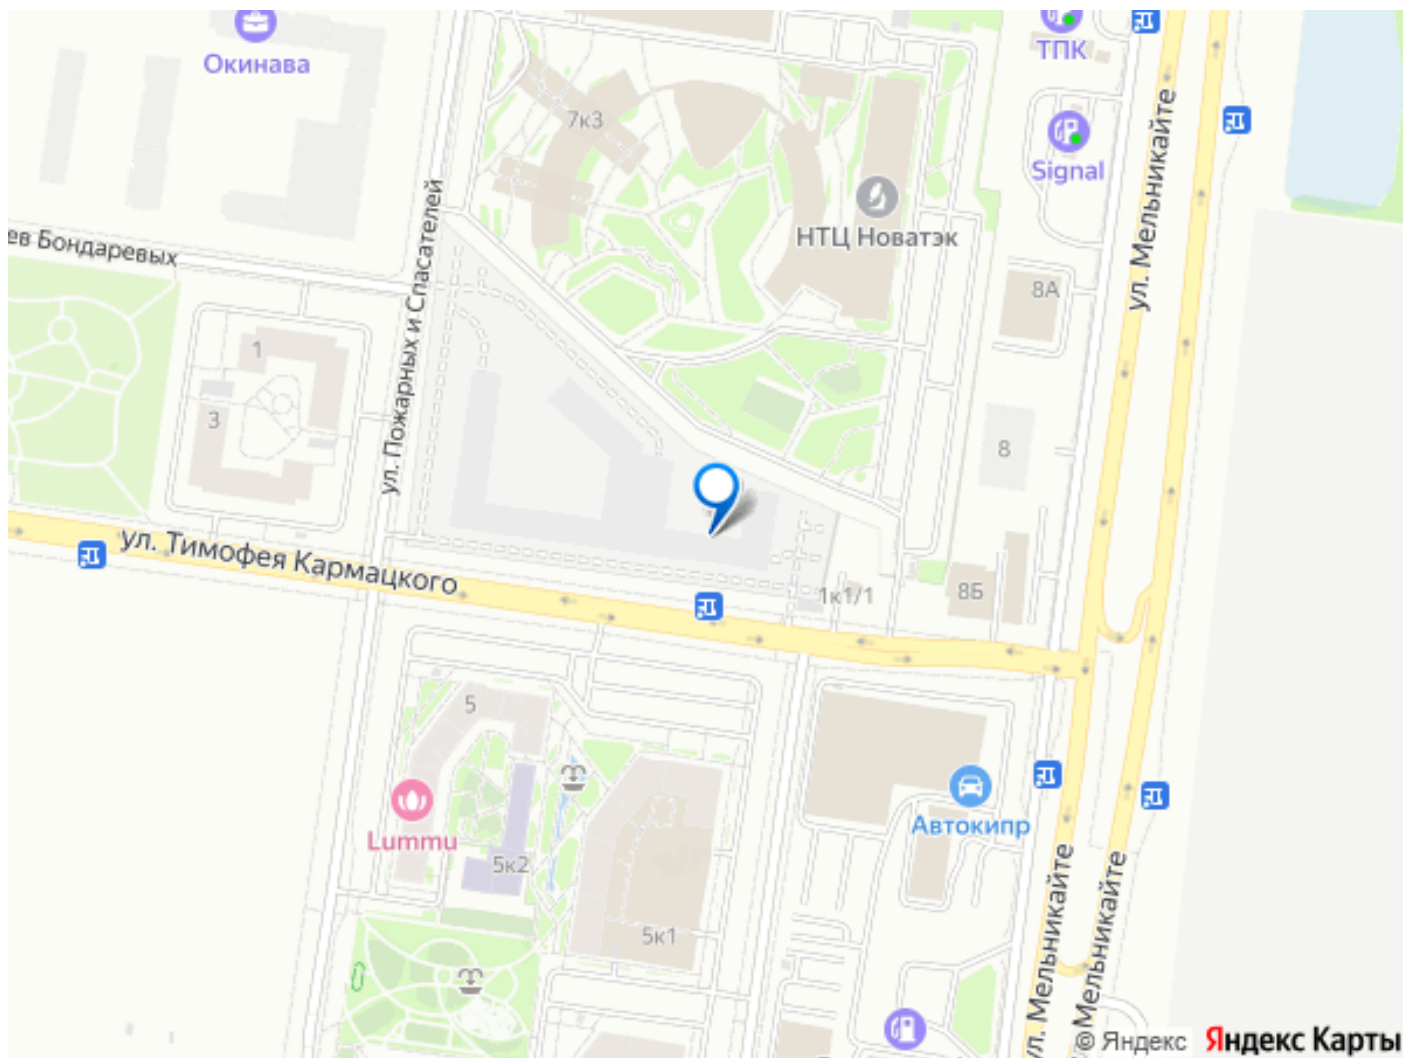 Окинава
ТПК
7к3
Signal
ул. Мельникайте
НТЦ Новатэк
ев Бондаревых
ул. Пожарных и Спасателей
8А
1
3
8
ул. Тимофея Кармацкого
1к1/1
8Б
5
Lummu
5к2
Автокипр
5к1
ул. Мельникайте
Мельникайте
© Яндекс
Яндекс Карты